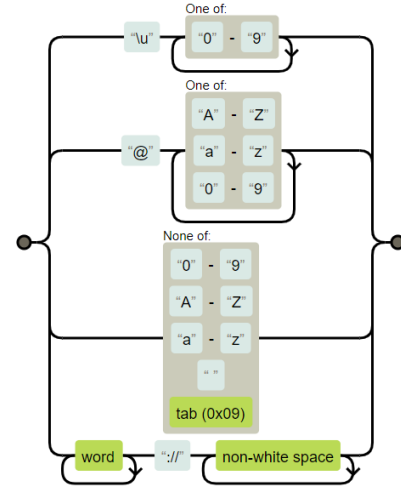 One of:
“\u” “0” - “9”
One of:
“A” - “Z”
“@” “a” - “z”
“0” - “9”
None of:
“0” - “9”
“A” - “Z”
“a” - “z”
“ ”
tab (0x09)
word “://” non-white space